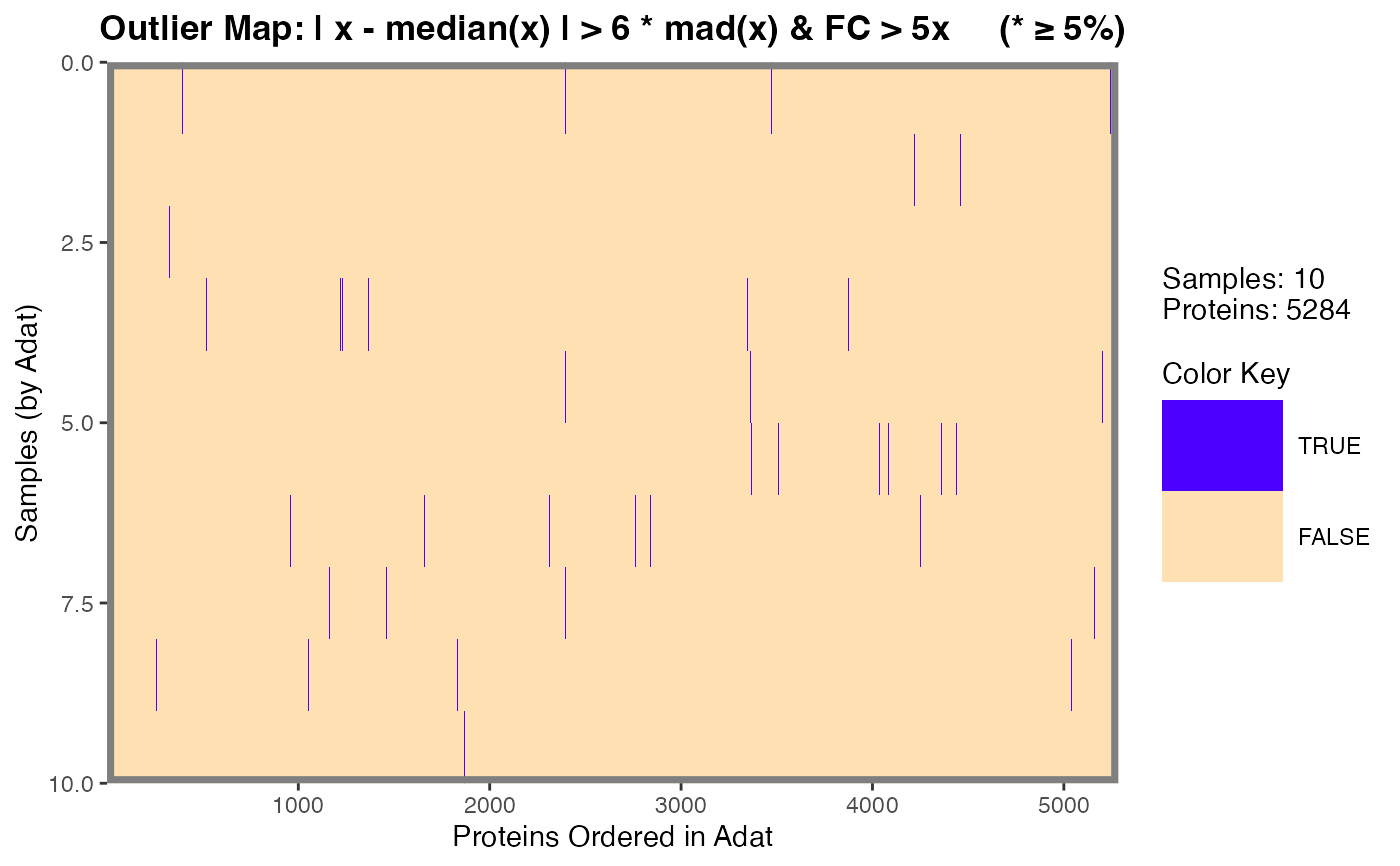 Outlier Map: | x - median(x) | > 6 * mad(x) & FC > 5x (* ≥ 5%)
0.0
2.5
5.0
7.5
10.0
Samples (by Adat)
1000 2000 3000 4000 5000
Proteins Ordered in Adat
Samples: 10
Proteins: 5284
Color Key
TRUE
FALSE